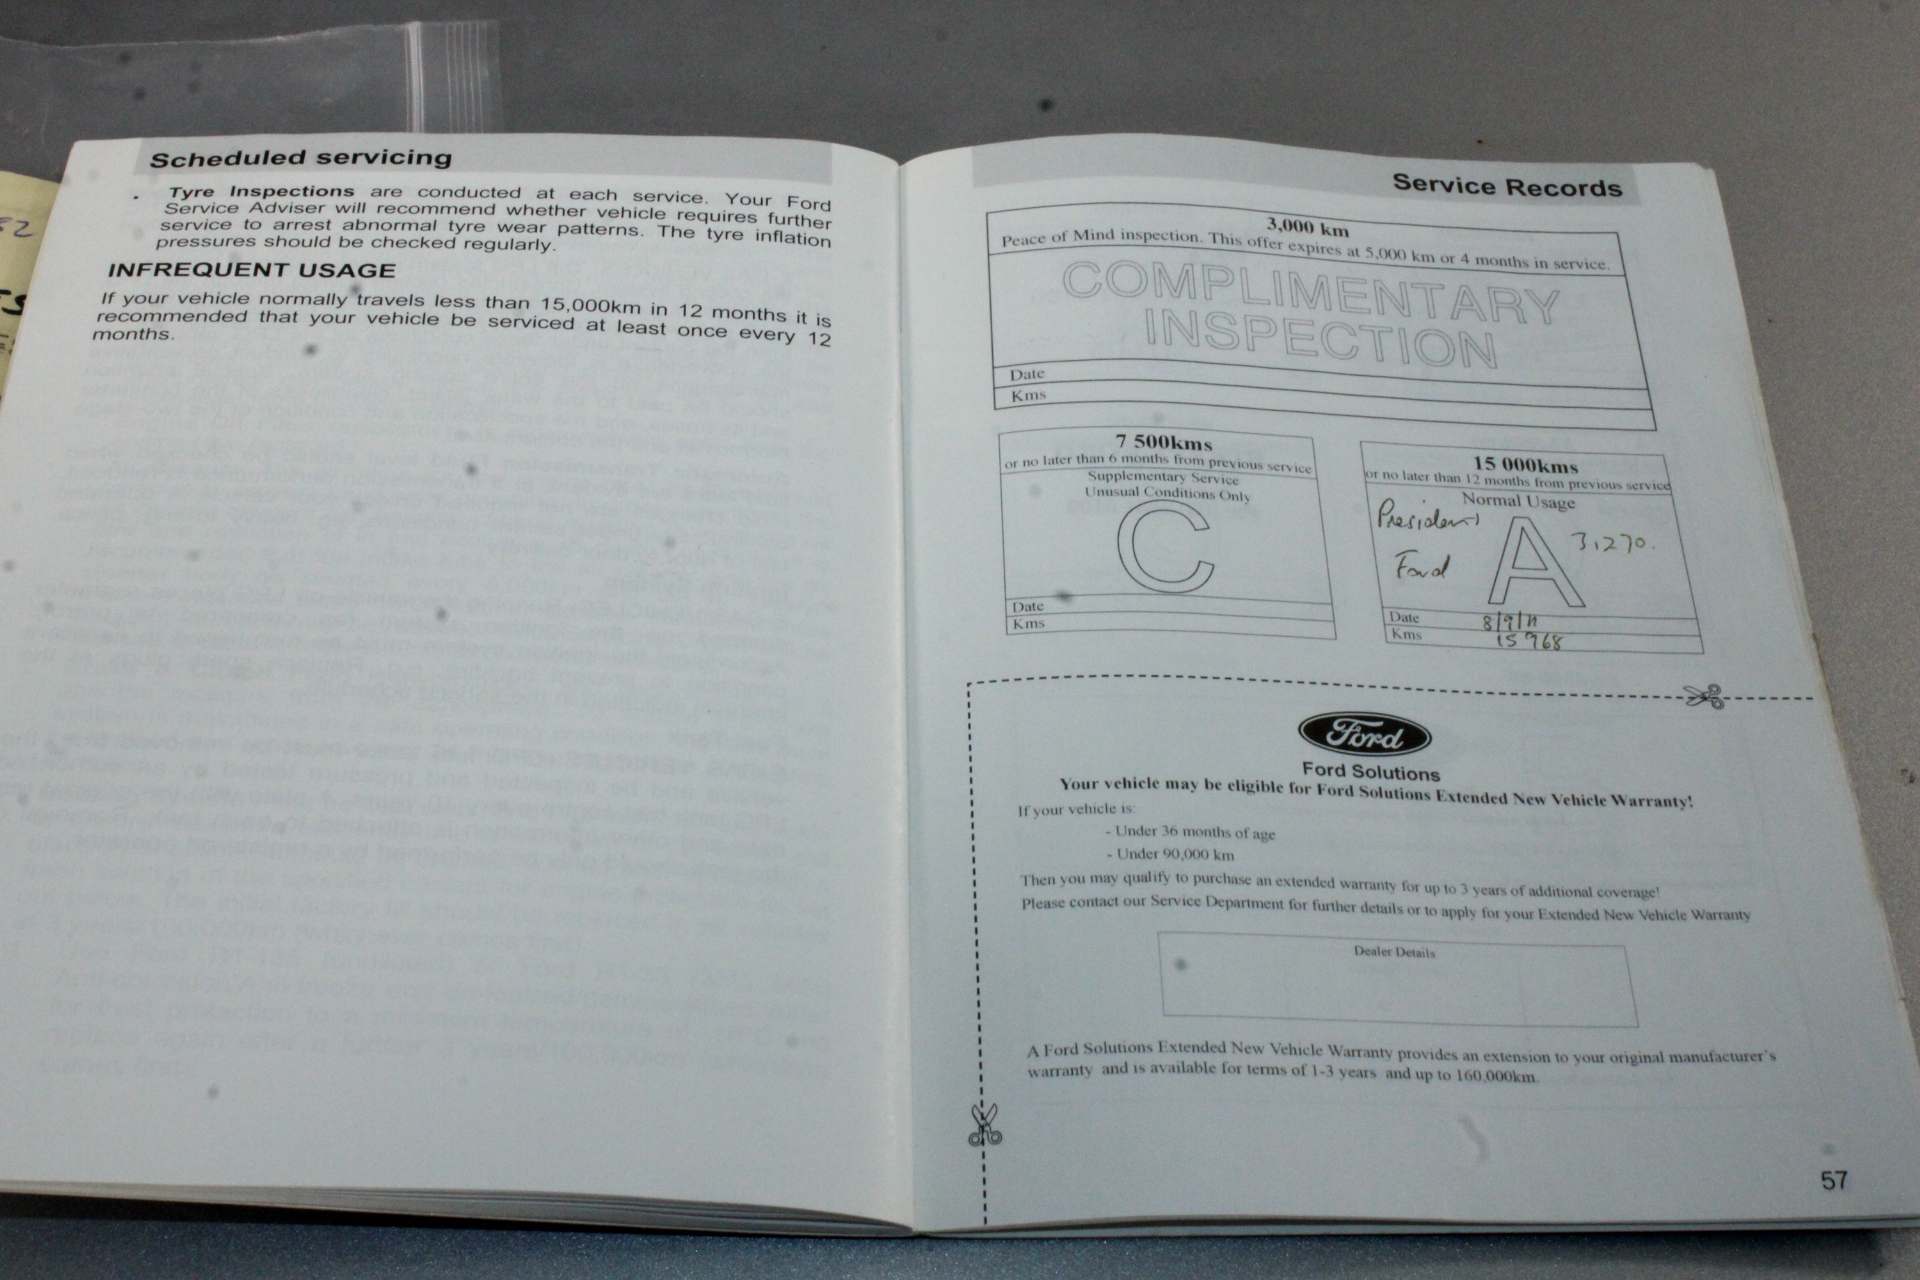 Scheduled servicing
. Tyre Inspections are conducted at each service. Your Ford
Service Adviser will recommend whether vehicle requires further
service to arrest abnormal tyre wear patterns. The tyre inflation
pressures should be checked regularly.
INFREQUENT USAGE
If your vehicle normally travels less than 15,000km in 12 months it is
recommended that your vehicle be serviced at least once every 12
months.
Service Records
3,000 km
Peace of Mind inspection. This offer expires at 5,000 km or 4 months in service.
COMPLIMENTARY
INSPECTION
Date
Kms
7 500kms
or no later than 6 months from previous service
Supplementary Service
Unusual Conditions Only
C
Date
Kms
15 000kms
or no later than 12 months from previous service
Normal Usage
President
Ford
A
3,270.
Date 8/9/11
Kms 15 968
Ford
Ford Solutions
Your vehicle may be eligible for Ford Solutions Extended New Vehicle Warranty!
If your vehicle is:
- Under 36 months of age
- Under 90,000 km
Then you may qualify to purchase an extended warranty for up to 3 years of additional coverage!
Please contact our Service Department for further details or to apply for your Extended New Vehicle Warranty
Dealer Details
A Ford Solutions Extended New Vehicle Warranty provides an extension to your original manufacturer's
warranty and is available for terms of 1-3 years and up to 160,000km.
57